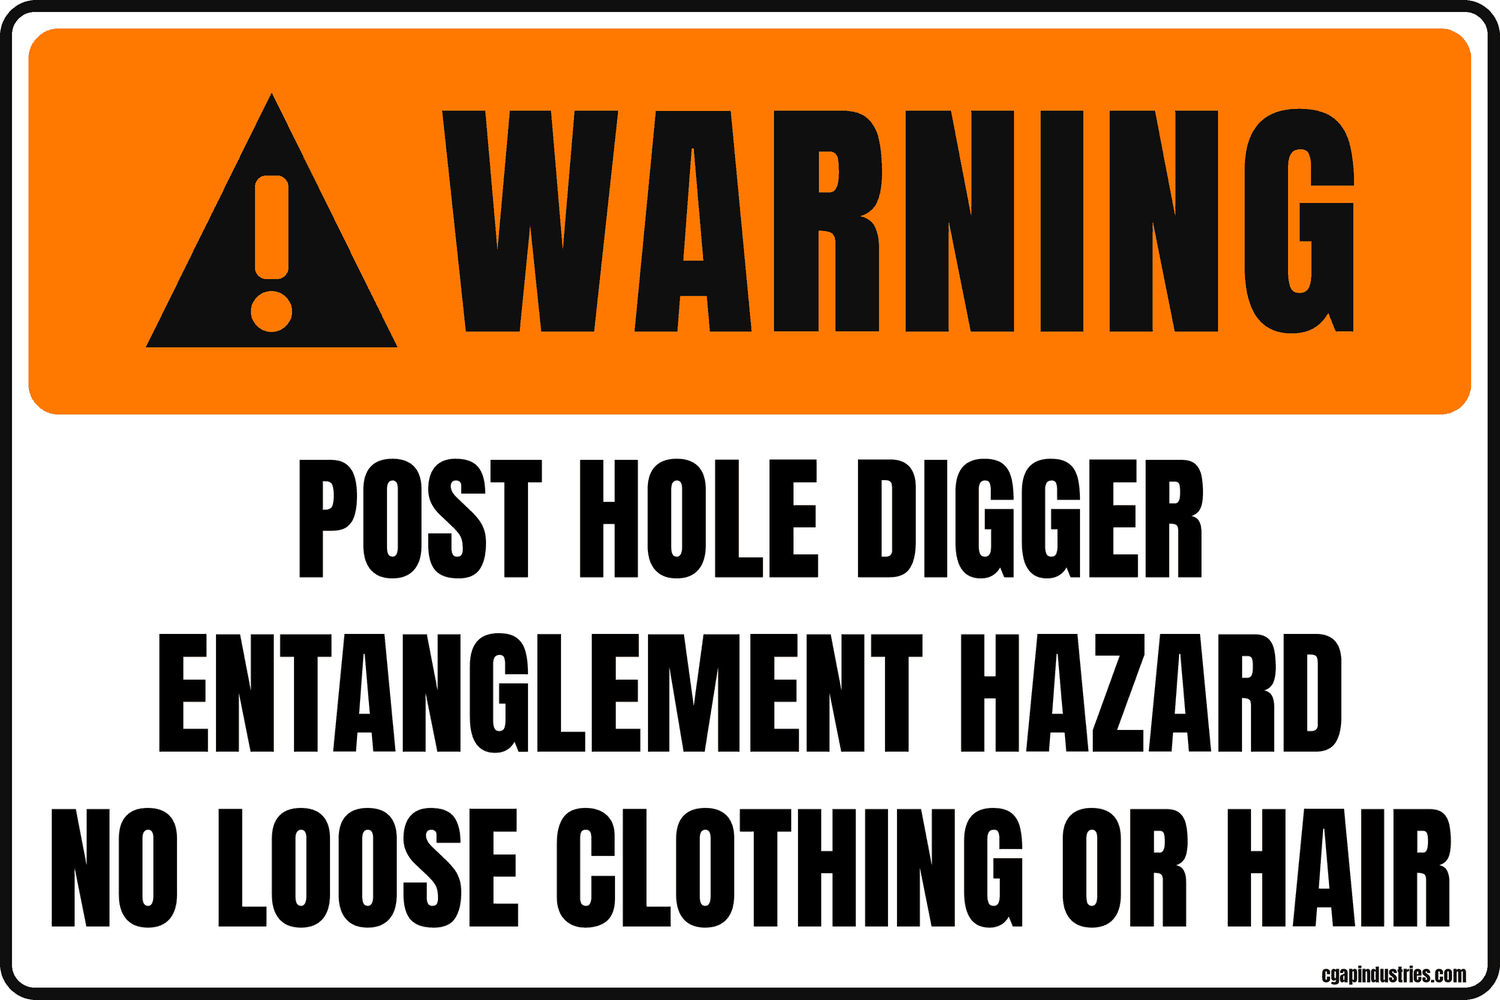 WARNING
POST HOLE DIGGER
ENTANGLEMENT HAZARD
NO LOOSE CLOTHING OR HAIR
cgapindustries.com